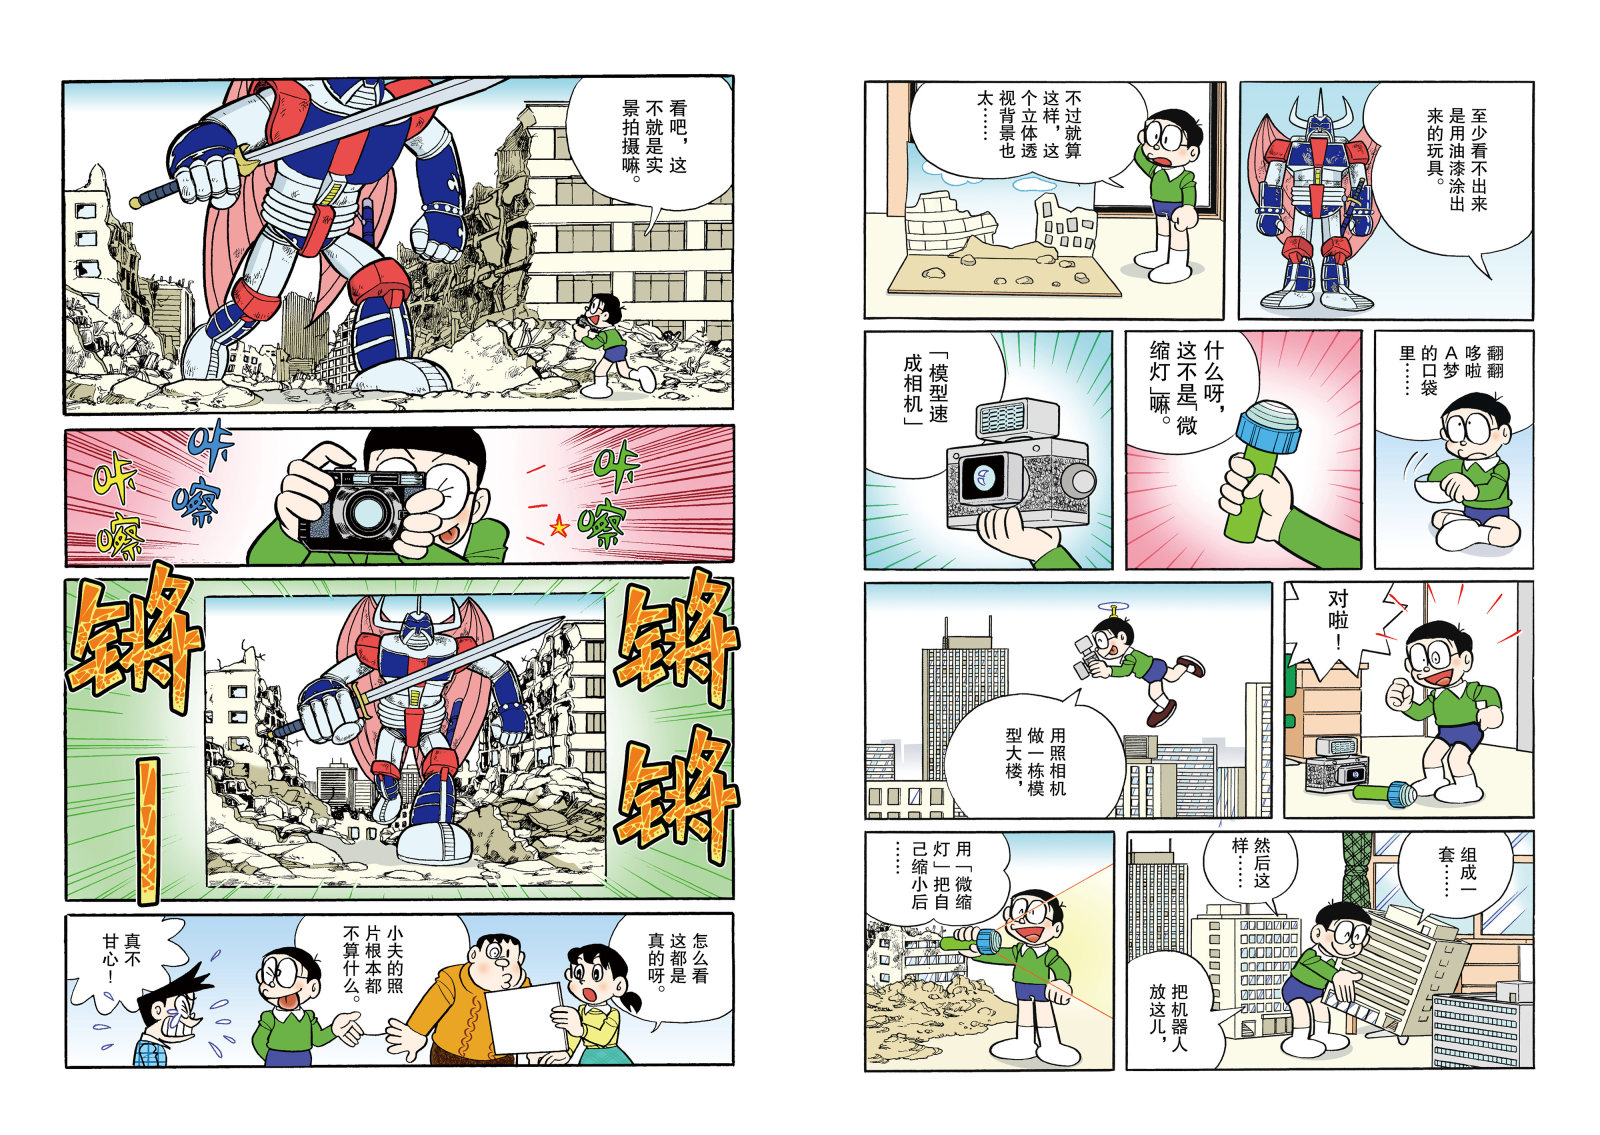 至少看不出来
是用油漆涂出
来的玩具。
不过就算
这样，这
个立体透
视背景也
太……
翻翻
哆啦
A梦
的口袋
里……
什么呀，
这不是「微
缩灯」嘛。
「模型速
成相机」
对啦！
用照相机
做一栋模
型大楼，
组成一
套……
然后这
样……
把机器人
放这儿，
用「微缩
灯」把自
己缩小后
……
看吧，这
不就是实
景拍摄嘛。
咔嚓
咔嚓
咔嚓
锵
锵
锵
—
怎么看
这都是
真的呀。
小夫的照
片根本都
不算什么。
真不
甘心！